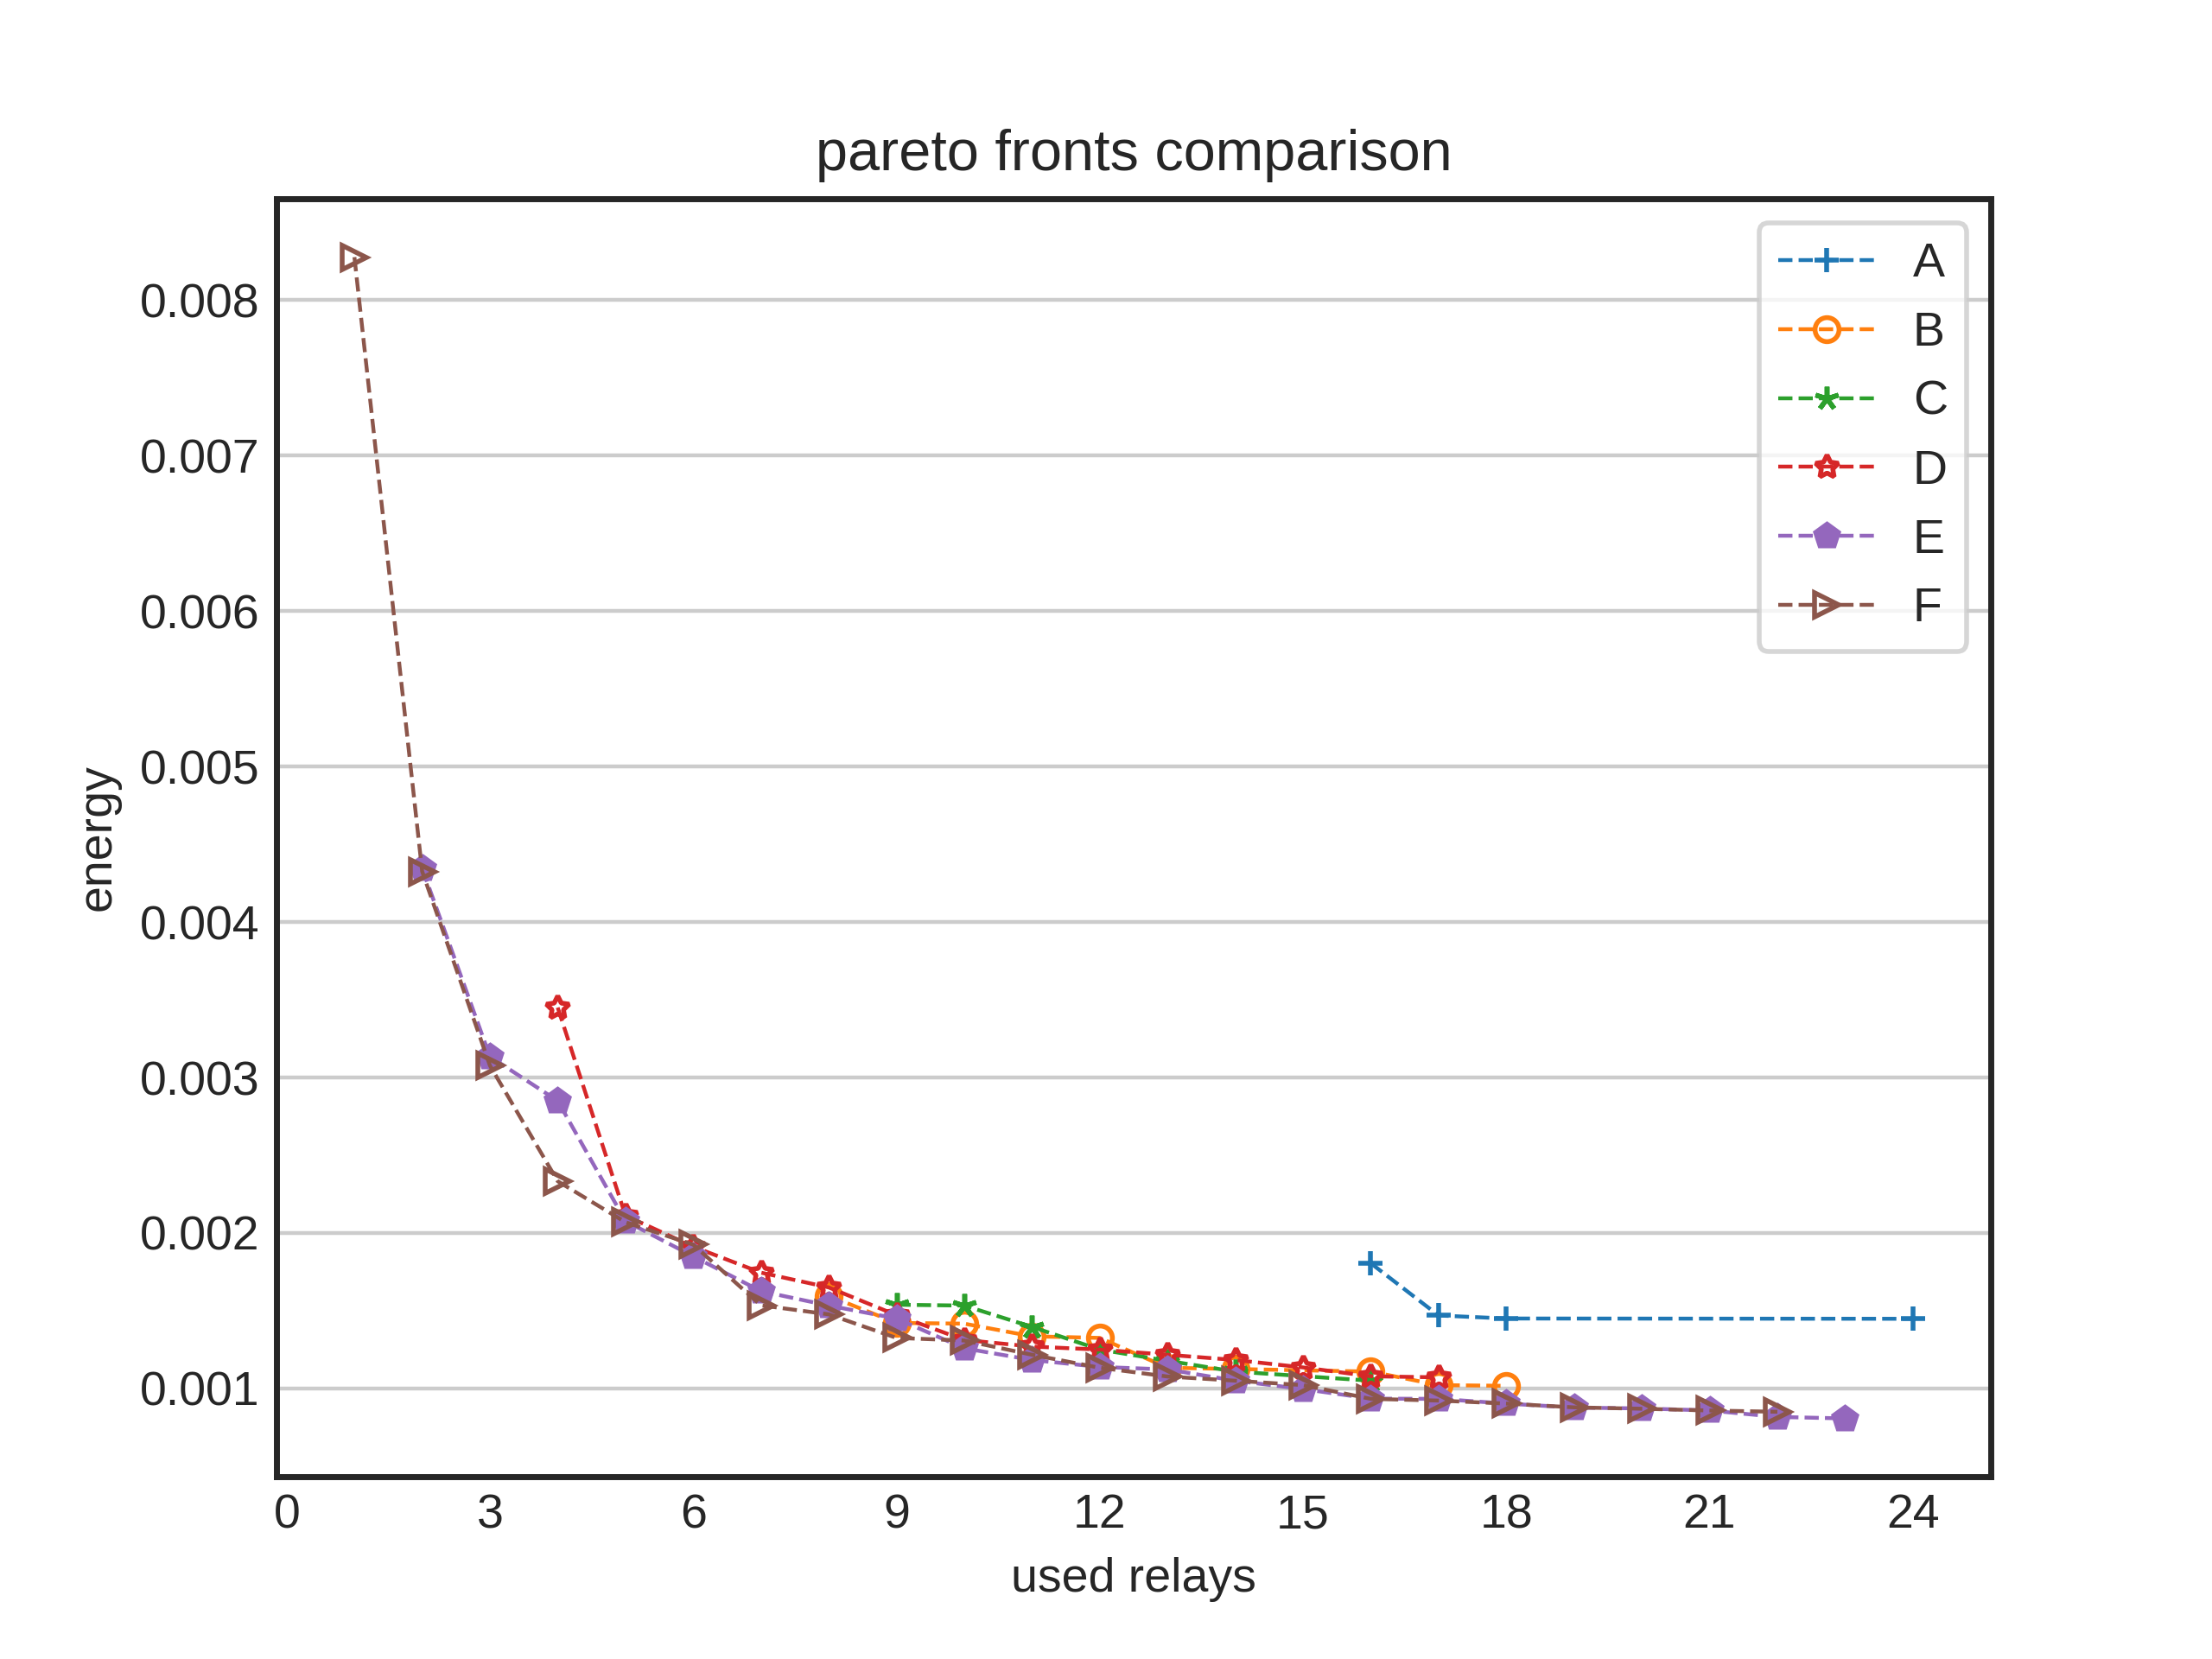 pareto fronts comparison
A
B
C
D
E
F
0.008
0.007
0.006
0.005
0.004
0.003
0.002
0.001
energy
0 3 6 9 12 15 18 21 24
used relays